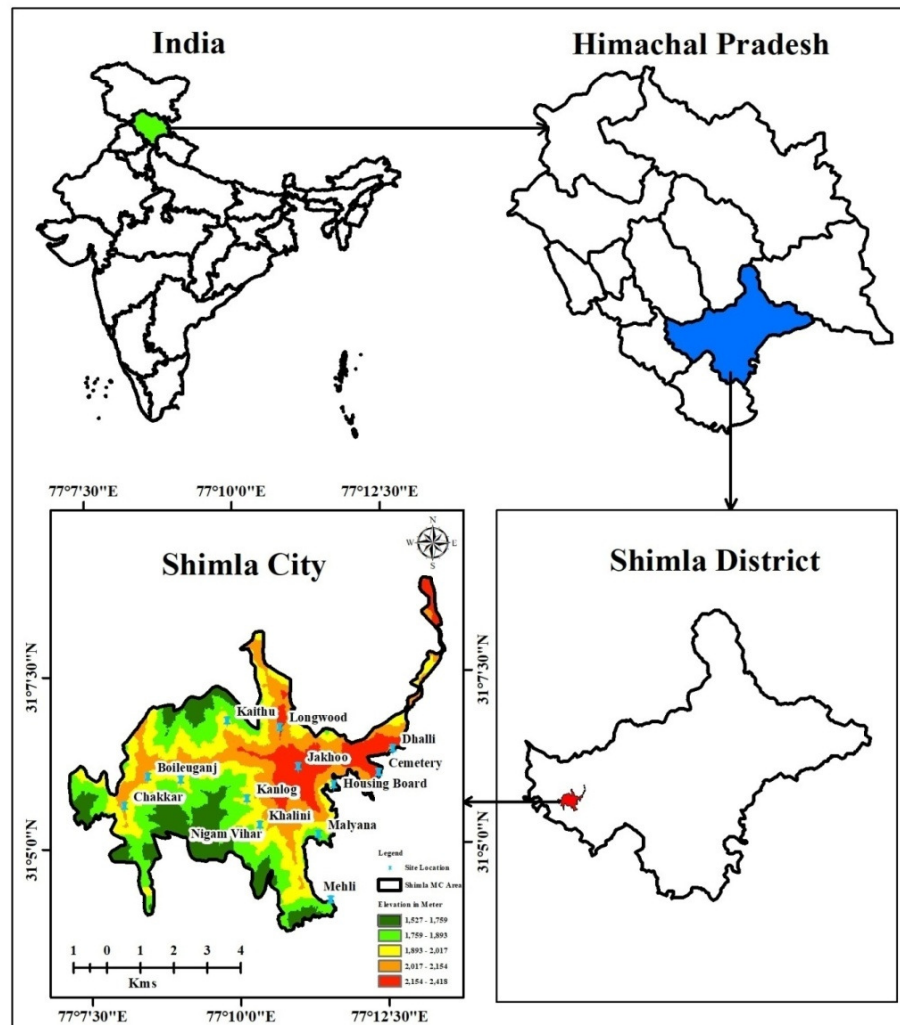 India
Himachal Pradesh
77°7'30"E
77°10'0"E
77°12'30"E
Shimla City
N
W
E
S
31°7'30"N
31°5'0"N
Kaithu
Longwood
Dhalli
Jakhoo
Cemetery
Boileuganj
Housing Board
Chakkar
Kanlog
Khalini
Nigam Vihar
Malyana
Mehli
Legend
Site Location
Shimla MC Area
Elevation in Meter
1,527 - 1,759
1,759 - 1,893
1,893 - 2,017
2,017 - 2,154
2,154 - 2,418
1 0 1 2 3 4
Kms
77°7'30"E
77°10'0"E
77°12'30"E
Shimla District
31°7'30"N
31°5'0"N